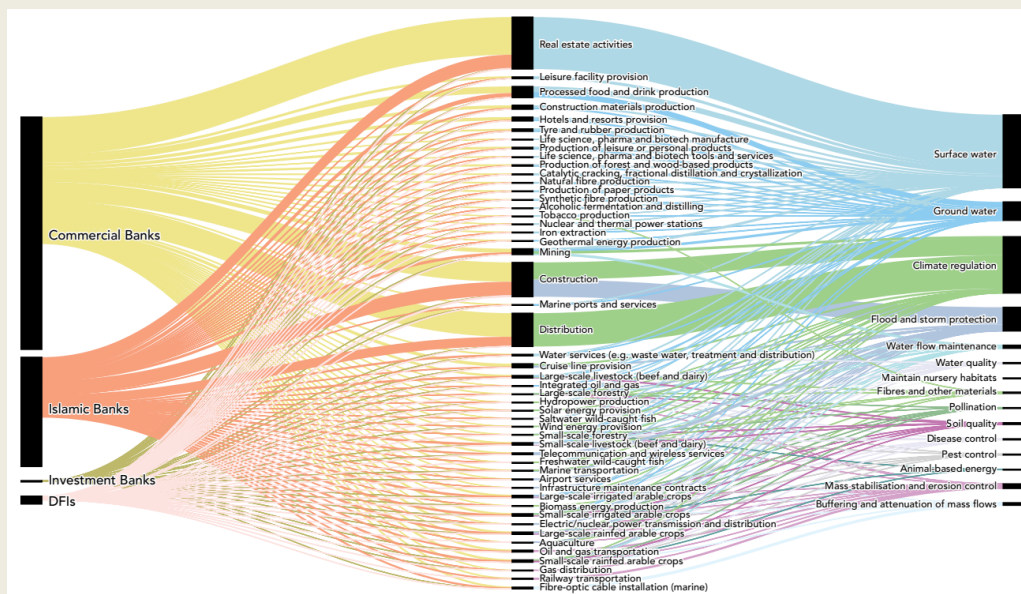 Commercial Banks
Islamic Banks
Investment Banks
DFIs
Real estate activities
Leisure facility provision
Processed food and drink production
Construction materials production
Hotels and resorts provision
Tyre and rubber production
Life science, pharma and biotech manufacture
Production of leisure or personal products
Life science, pharma and biotech tools and services
Production of forest and wood-based products
Catalytic cracking, fractional distillation and crystallization
Natural fibre production
Production of paper products
Synthetic fibre production
Alcoholic fermentation and distilling
Tobacco production
Nuclear and thermal power stations
Iron extraction
Geothermal energy production
Mining
Construction
Marine ports and services
Distribution
Water services (e.g. waste water, treatment and distribution)
Cruise line provision
Large-scale livestock (beef and dairy)
Integrated oil and gas
Large-scale forestry
Hydropower production
Solar energy provision
Saltwater wild-caught fish
Wind energy provision
Small-scale forestry
Small-scale livestock (beef and dairy)
Telecommunication and wireless services
Freshwater wild-caught fish
Marine transportation
Airport services
Infrastructure maintenance contracts
Large-scale irrigated arable crops
Biomass energy production
Small-scale irrigated arable crops
Electric/nuclear power transmission and distribution
Large-scale rainfed arable crops
Aquaculture
Oil and gas transportation
Small-scale rainfed arable crops
Gas distribution
Railway transportation
Fibre-optic cable installation (marine)
Surface water
Ground water
Climate regulation
Flood and storm protection
Water flow maintenance
Water quality
Maintain nursery habitats
Fibres and other materials
Pollination
Soil quality
Disease control
Pest control
Animal-based energy
Mass stabilisation and erosion control
Buffering and attenuation of mass flows